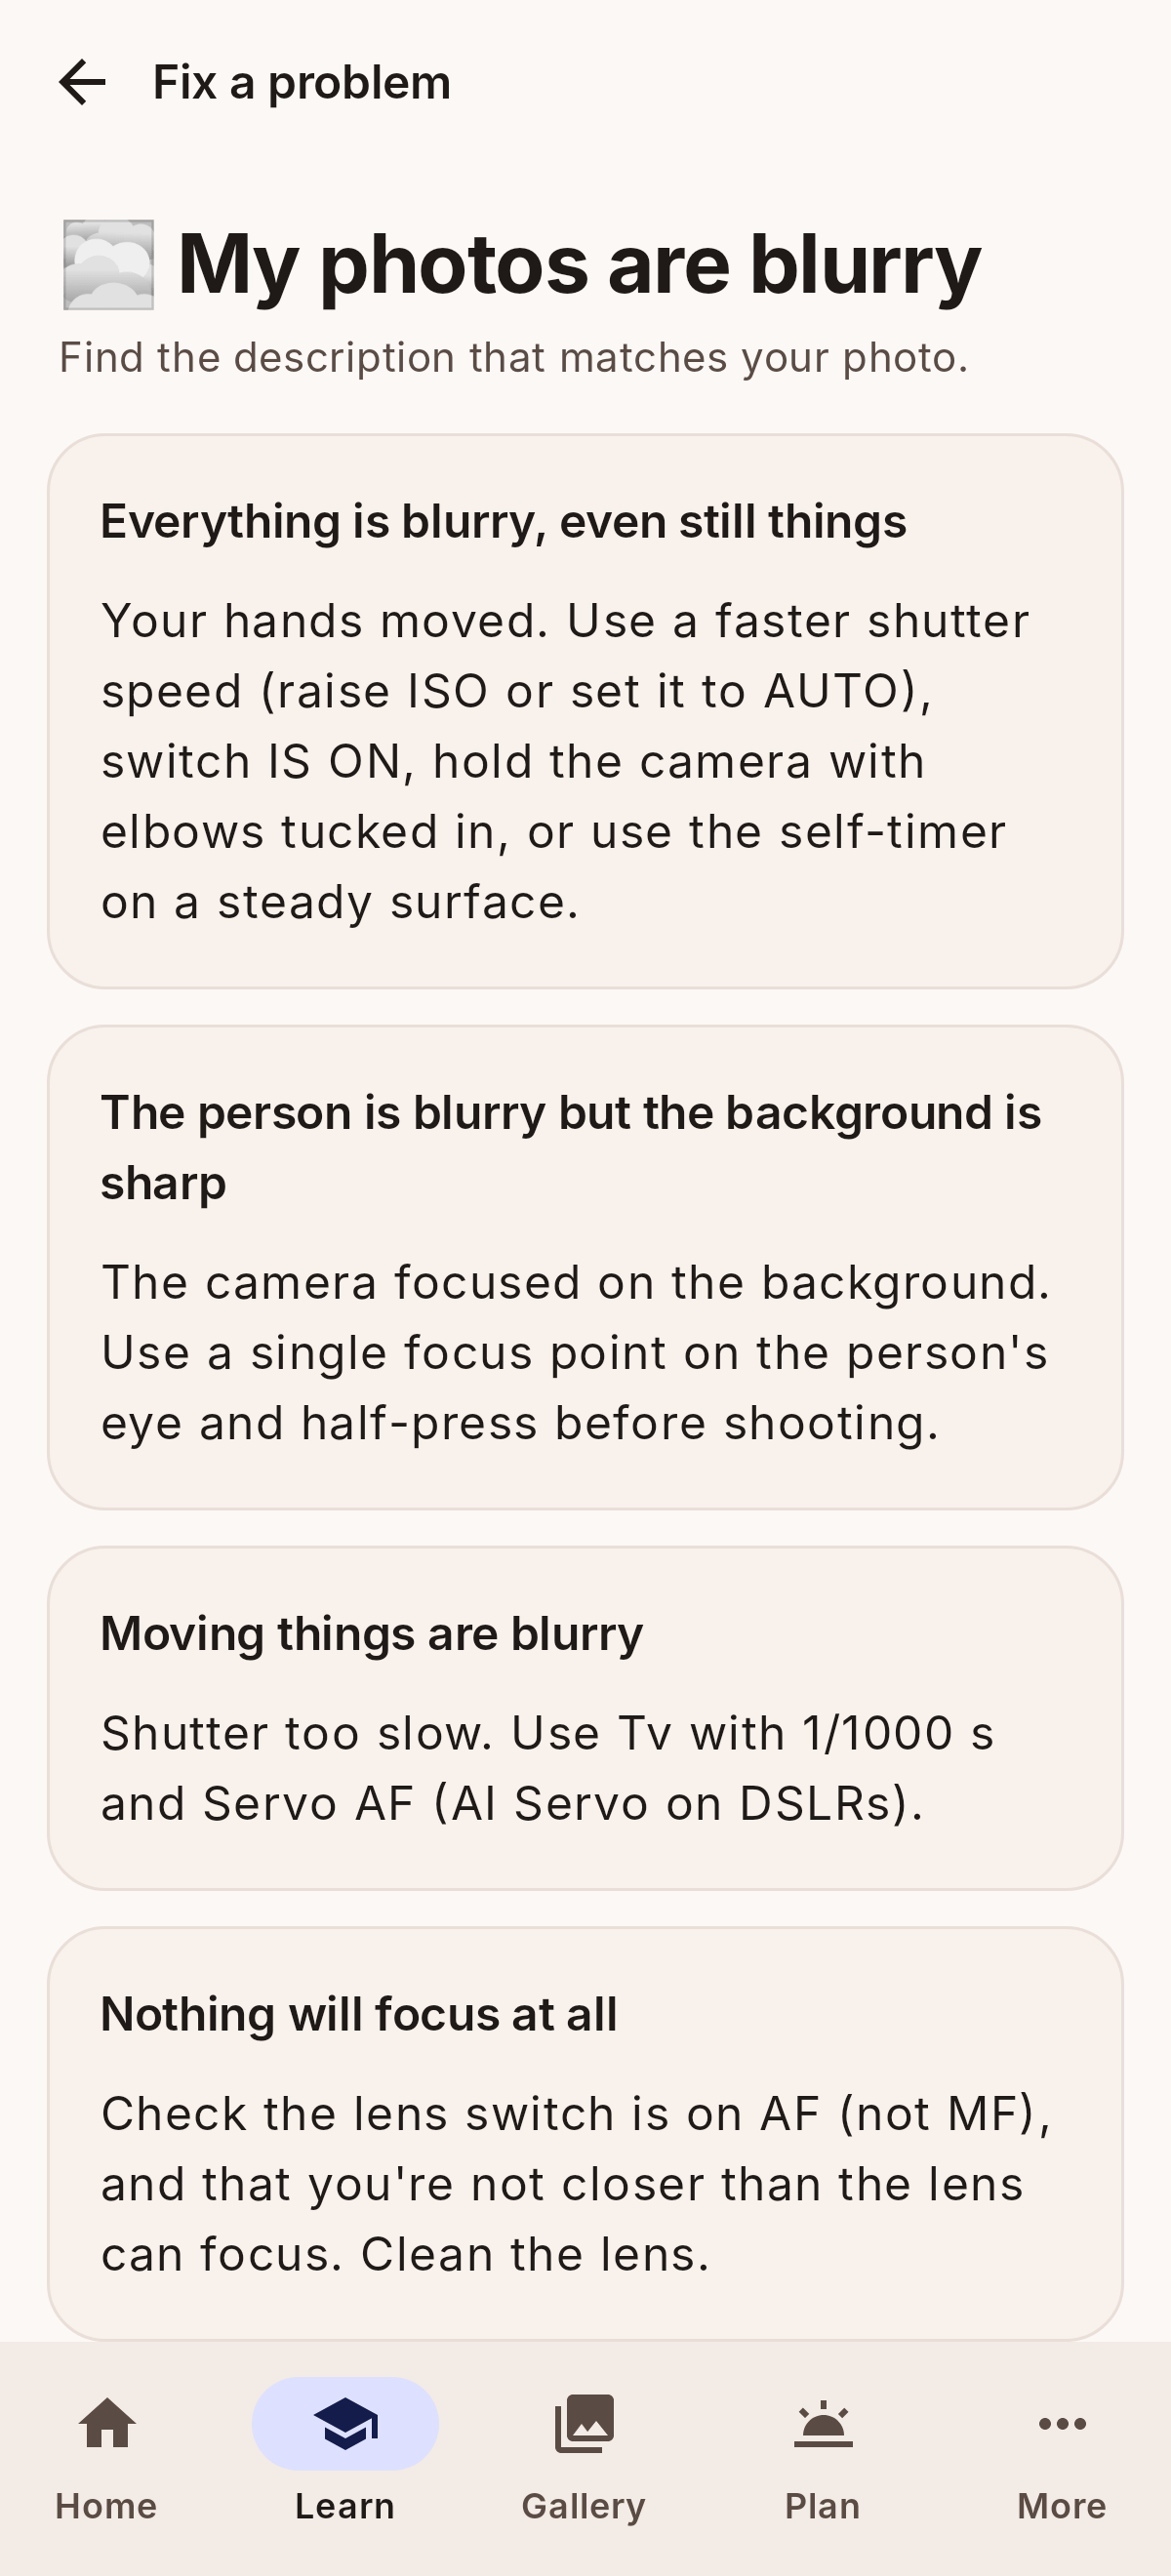 Fix a problem
My photos are blurry
Find the description that matches your photo.
Everything is blurry, even still things
Your hands moved. Use a faster shutter
speed (raise ISO or set it to AUTO),
switch IS ON, hold the camera with
elbows tucked in, or use the self-timer
on a steady surface.
The person is blurry but the background is
sharp
The camera focused on the background.
Use a single focus point on the person's
eye and half-press before shooting.
Moving things are blurry
Shutter too slow. Use Tv with 1/1000 s
and Servo AF (AI Servo on DSLRs).
Nothing will focus at all
Check the lens switch is on AF (not MF),
and that you're not closer than the lens
can focus. Clean the lens.
Home Learn Gallery Plan More